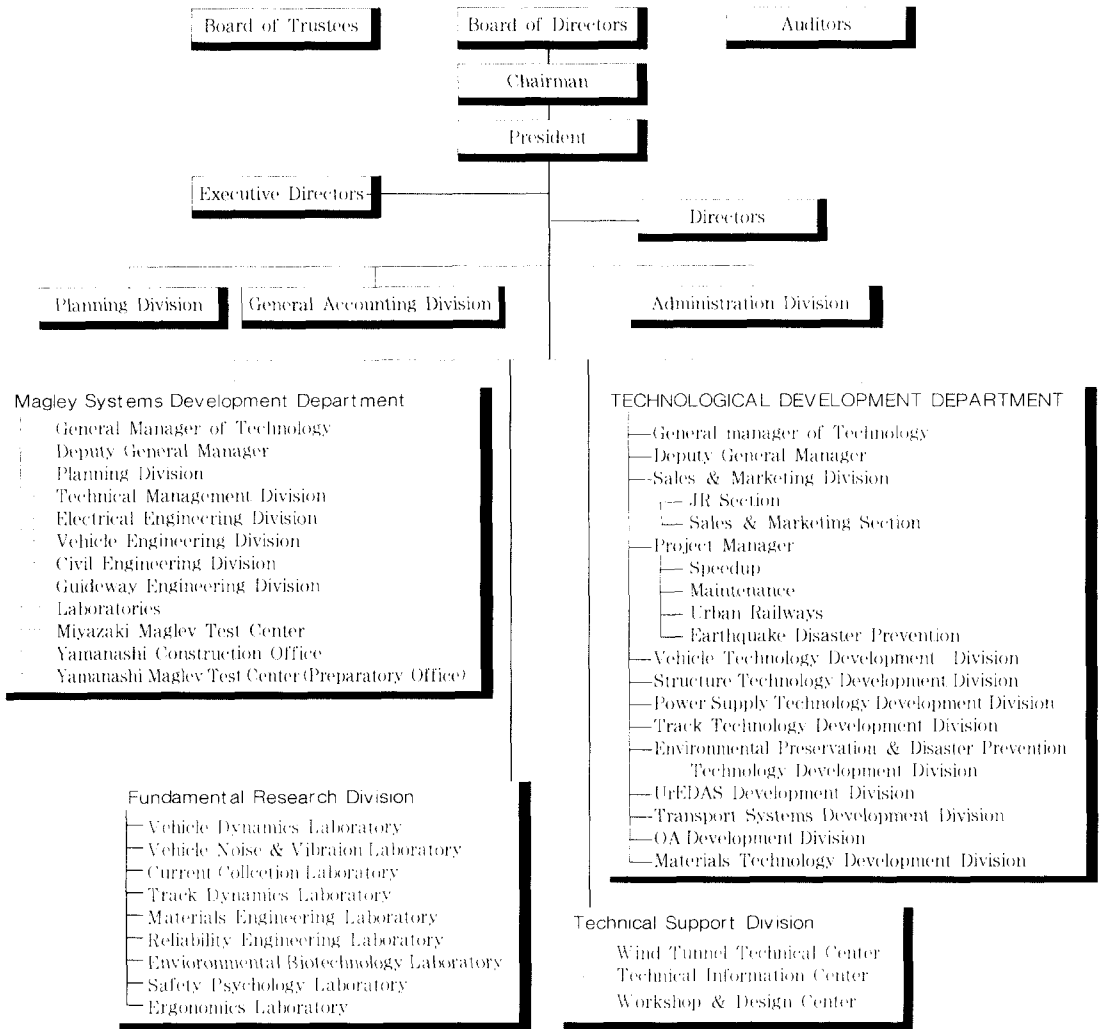 Board of Trustees
Board of Directors
Auditors
Chairman
President
Executive Directors
Directors
Planning Division
General Accounting Division
Administration Division
Magley Systems Development Department
General Manager of Technology
Deputy General Manager
Planning Division
Technical Management Division
Electrical Engineering Division
Vehicle Engineering Division
Civil Engineering Division
Guideway Engineering Division
Laboratories
Miyazaki Maglev Test Center
Yamanashi Construction Office
Yamanashi Maglev Test Center (Preparatory Office)
TECHNOLOGICAL DEVELOPMENT DEPARTMENT
General manager of Technology
Deputy General Manager
Sales & Marketing Division
JR Section
Sales & Marketing Section
Project Manager
Speedup
Maintenance
Urban Railways
Earthquake Disaster Prevention
Vehicle Technology Development Division
Structure Technology Development Division
Power Supply Technology Development Division
Track Technology Development Division
Environmental Preservation & Disaster Prevention
Technology Development Division
UrEDAS Development Division
Transport Systems Development Division
OA Development Division
Materials Technology Development Division
Fundamental Research Division
Vehicle Dynamics Laboratory
Vehicle Noise & Vibraion Laboratory
Current Collection Laboratory
Track Dynamics Laboratory
Materials Engineering Laboratory
Reliability Engineering Laboratory
Envioronmental Biotechnology Laboratory
Safety Psychology Laboratory
Ergonomics Laboratory
Technical Support Division
Wind Tunnel Technical Center
Technical Information Center
Workshop & Design Center